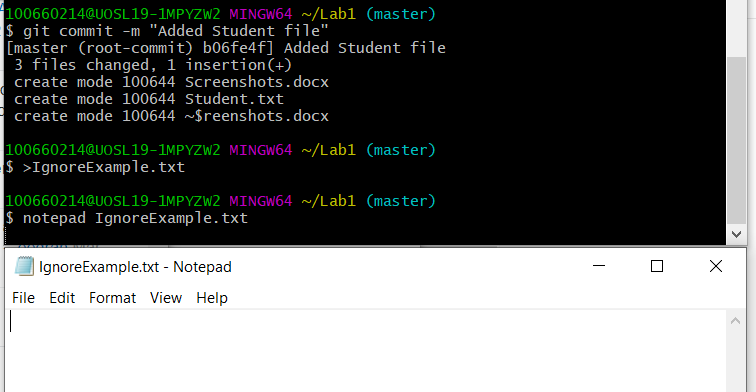 100660214@UOSL19-1MPYZW2 MINGW64 ~/Lab1 (master)
$ git commit -m "Added Student file"
[master (root-commit) b06fe4f] Added Student file
 3 files changed, 1 insertion(+)
 create mode 100644 Screenshots.docx
 create mode 100644 Student.txt
 create mode 100644 ~$reenshots.docx
100660214@UOSL19-1MPYZW2 MINGW64 ~/Lab1 (master)
$ >IgnoreExample.txt
100660214@UOSL19-1MPYZW2 MINGW64 ~/Lab1 (master)
$ notepad IgnoreExample.txt
IgnoreExample.txt - Notepad
File Edit Format View Help